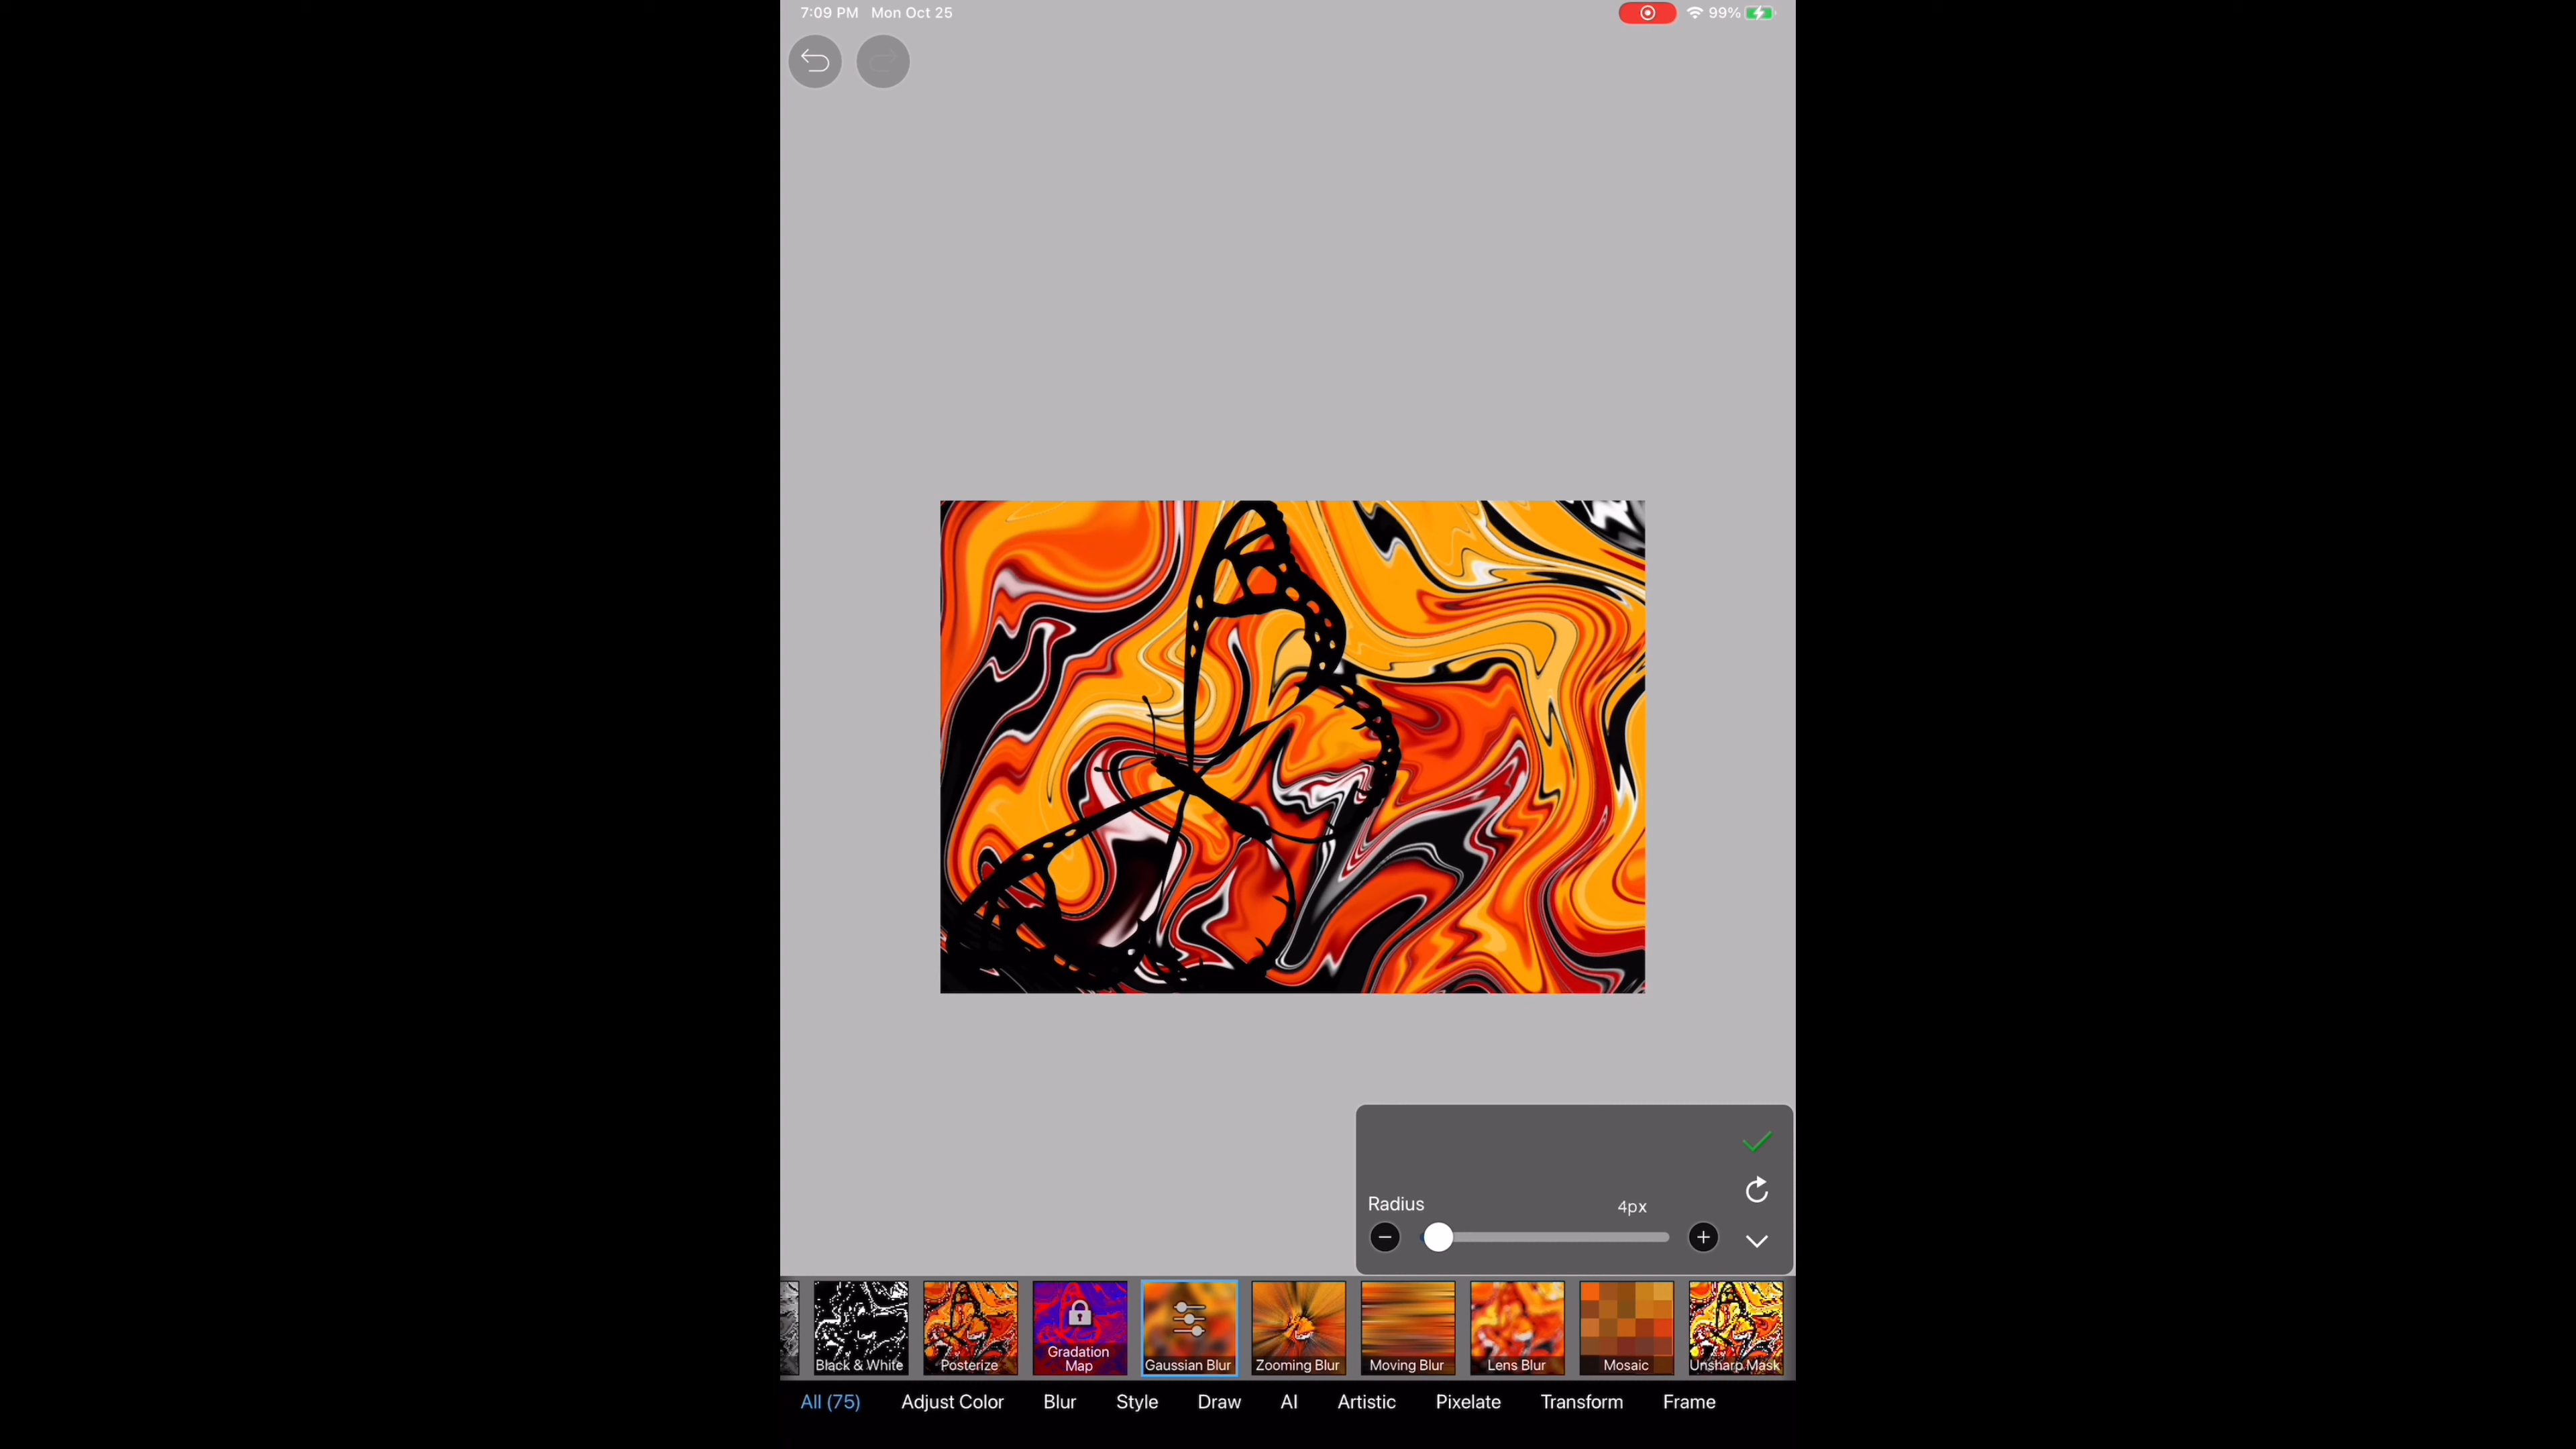 7:09 PM Mon Oct 25
99%
Radius 4px
Black & White
Posterize
Gradation
Map
Gaussian Blur
Zooming Blur
Moving Blur
Lens Blur
Mosaic
Unsharp Mask
All (75) Adjust Color Blur Style Draw AI Artistic Pixelate Transform Frame